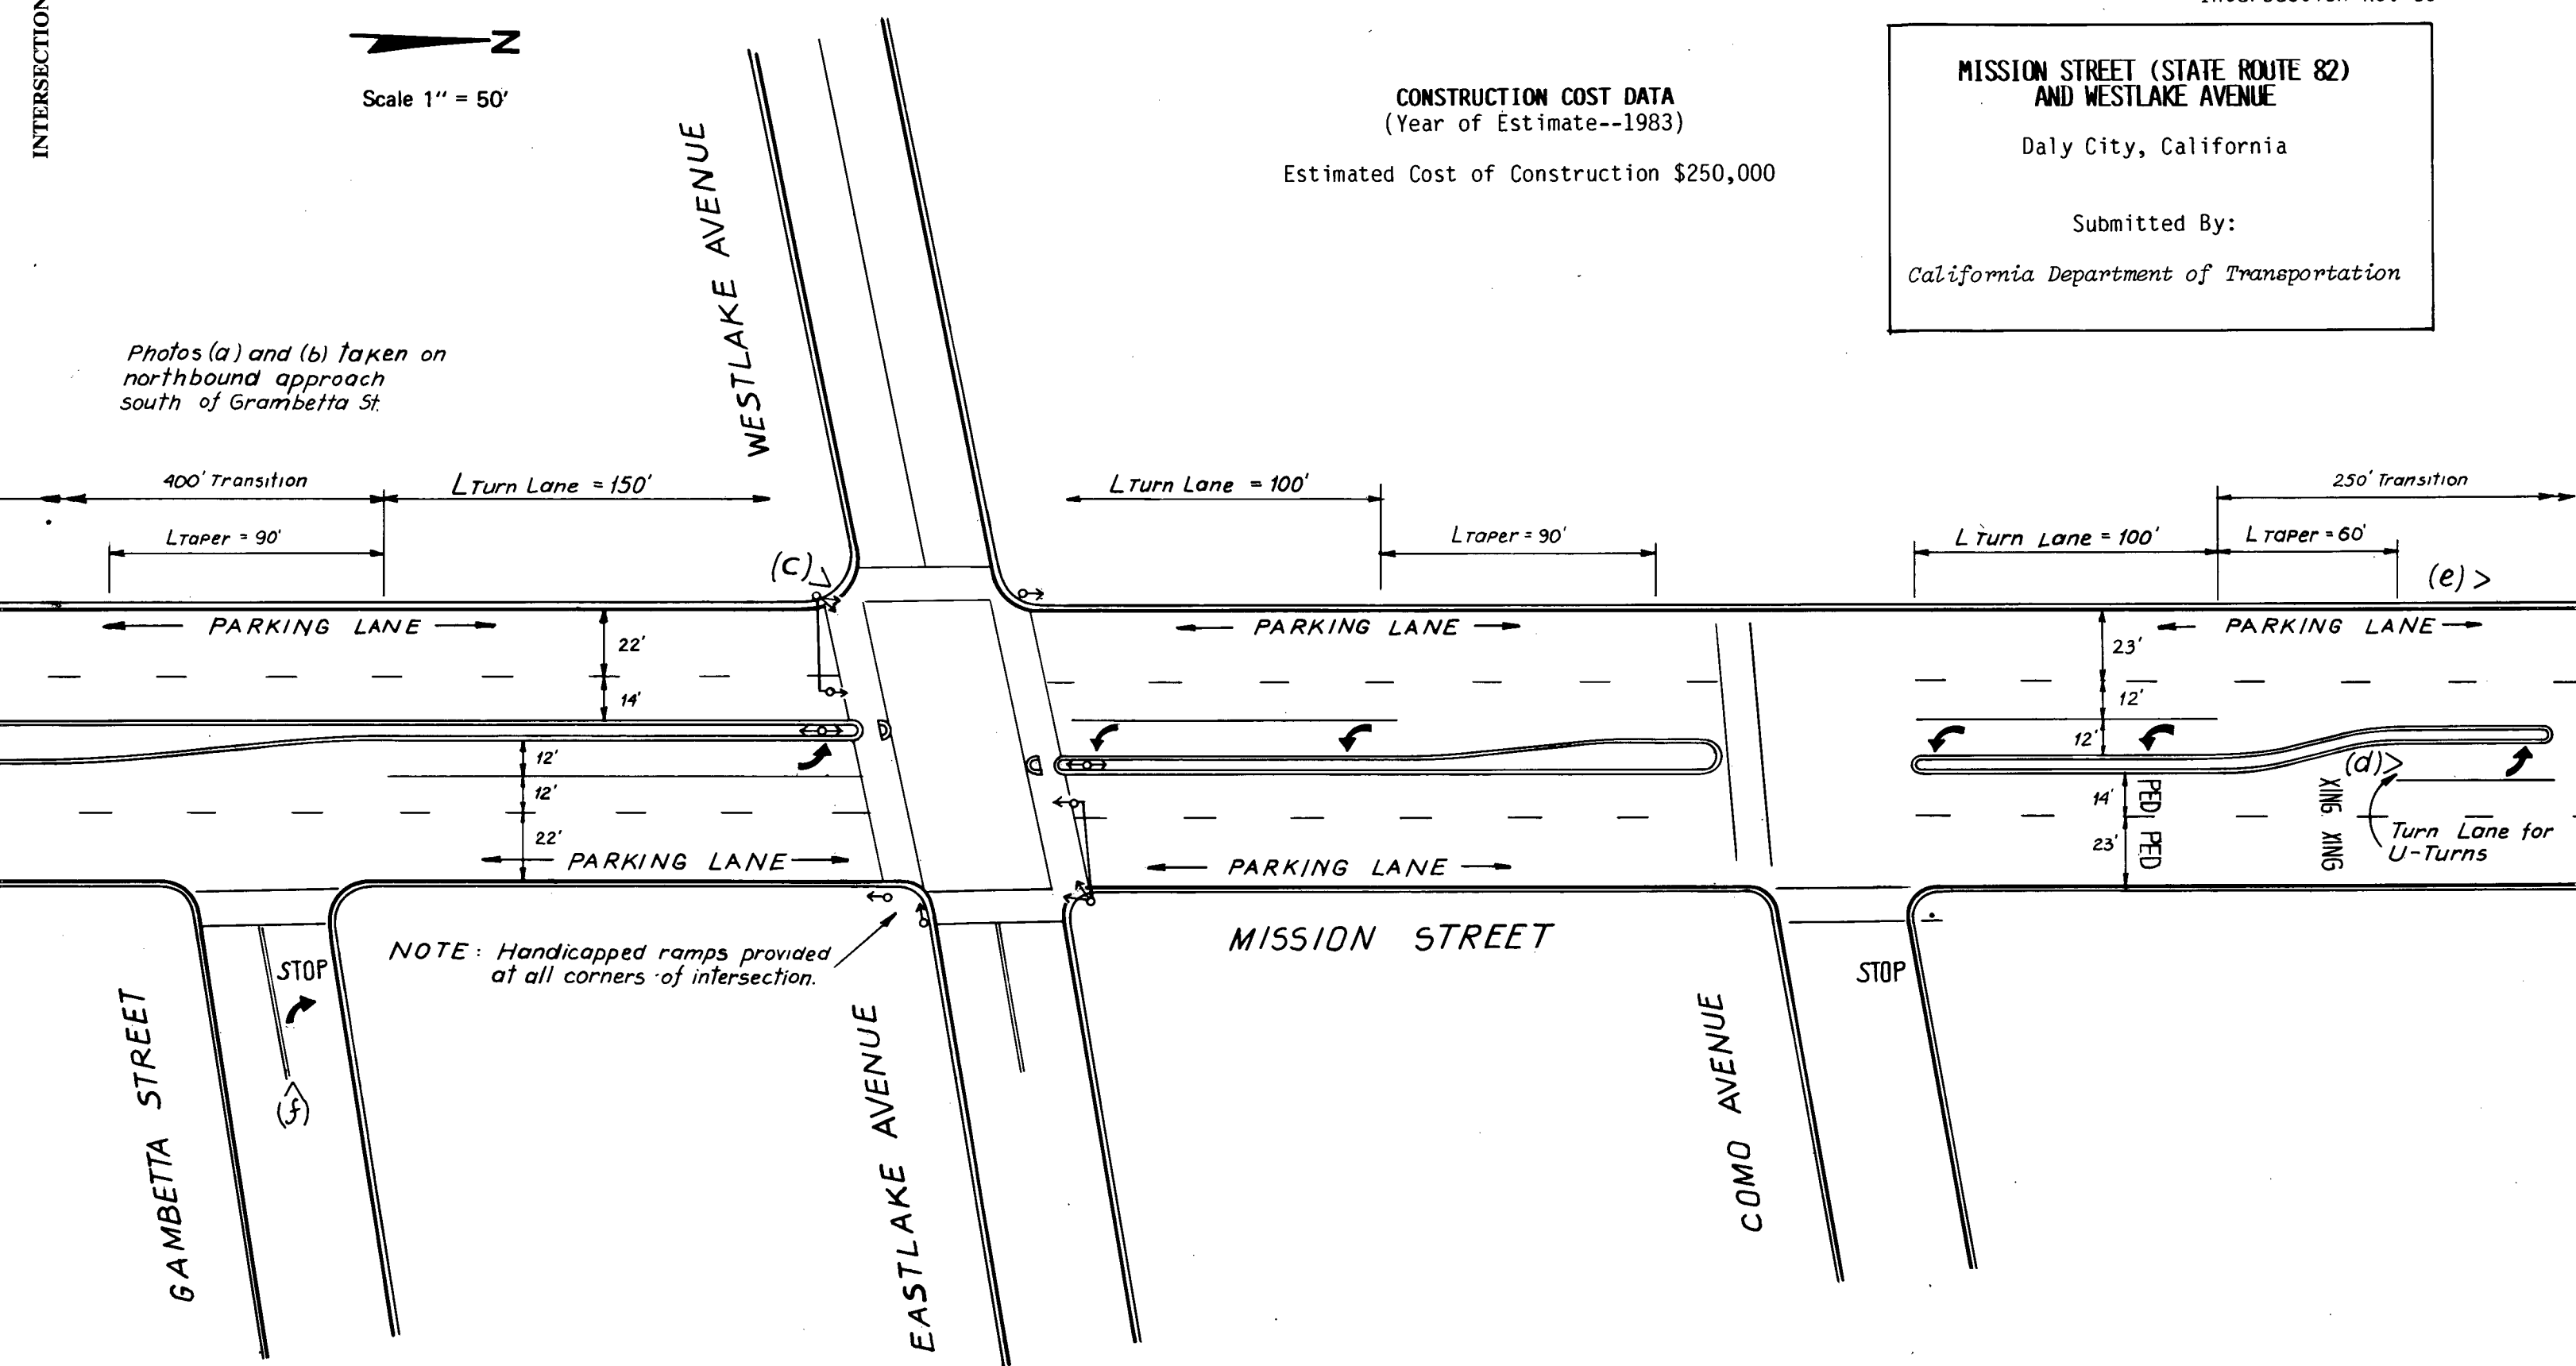 INTERSECTION
N
Scale 1" = 50'
CONSTRUCTION COST DATA
(Year of Estimate--1983)
Estimated Cost of Construction $250,000
MISSION STREET (STATE ROUTE 82)
AND WESTLAKE AVENUE
Daly City, California
Submitted By:
California Department of Transportation
WESTLAKE AVENUE
Photos (a) and (b) taken on
northbound approach
south of Grambetta St.
400' Transition
L Turn Lane = 150'
L Taper = 90'
L Turn Lane = 100'
L Taper = 90'
250' Transition
L Turn Lane = 100'
L Taper = 60'
(c)
(e) >
PARKING LANE
PARKING LANE
PARKING LANE
22'
14'
23'
12'
12'
12'
12'
22'
(d)>
14'
23'
PED PED
XING XING
Turn Lane for
U-Turns
PARKING LANE
PARKING LANE
MISSION STREET
NOTE: Handicapped ramps provided
at all corners of intersection.
STOP
STOP
(f)
GAMBETTA STREET
EASTLAKE AVENUE
COMO AVENUE